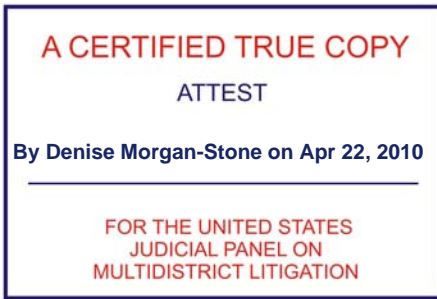 A CERTIFIED TRUE COPY
ATTEST
By Denise Morgan-Stone on Apr 22, 2010
FOR THE UNITED STATES
JUDICIAL PANEL ON
MULTIDISTRICT LITIGATION